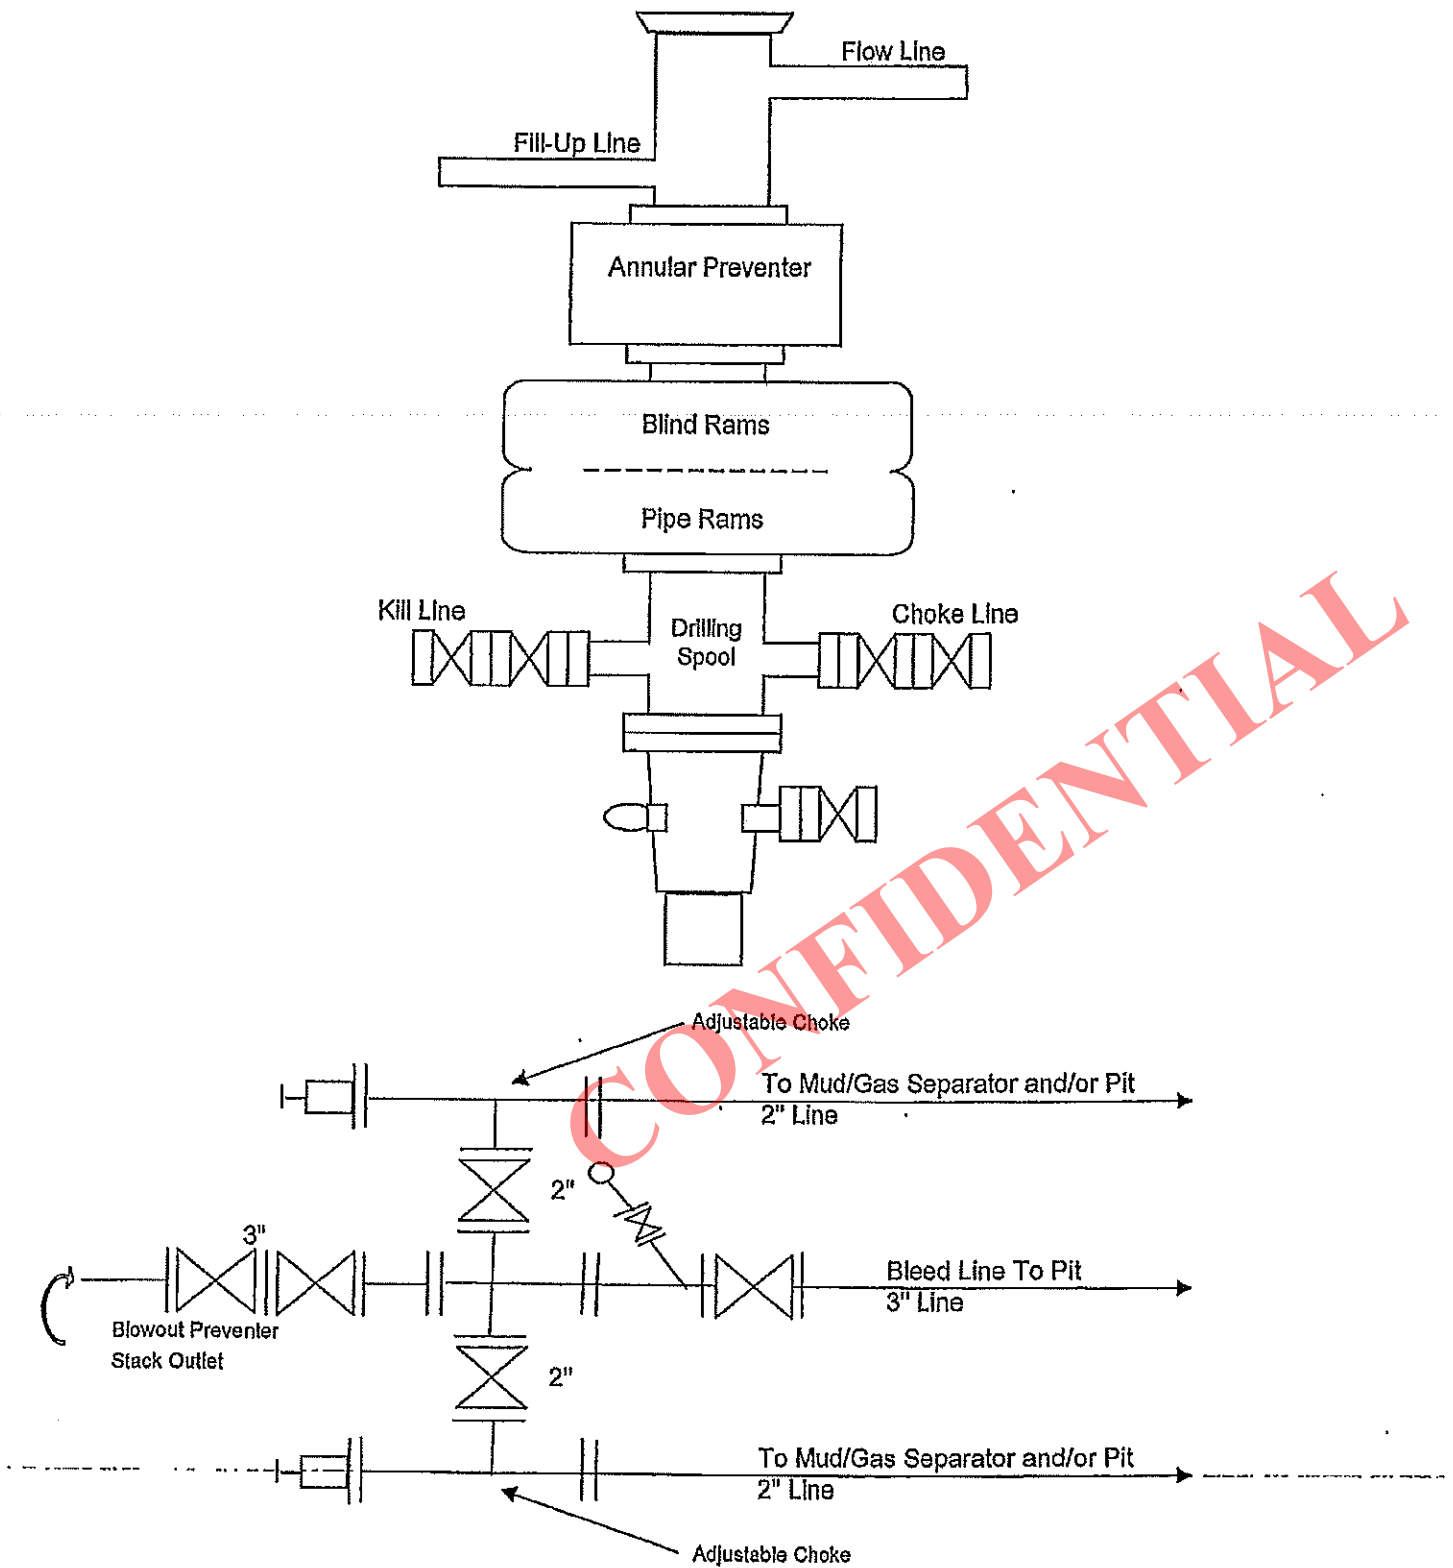 Flow Line
Fill-Up Line
Annular Preventer
Blind Rams
Pipe Rams
Kill Line
Choke Line
Drilling
Spool
CONFIDENTIAL
Adjustable Choke
To Mud/Gas Separator and/or Pit
2" Line
2"
3"
Bleed Line To Pit
3" Line
Blowout Preventer
Stack Outlet
2"
To Mud/Gas Separator and/or Pit
2" Line
Adjustable Choke